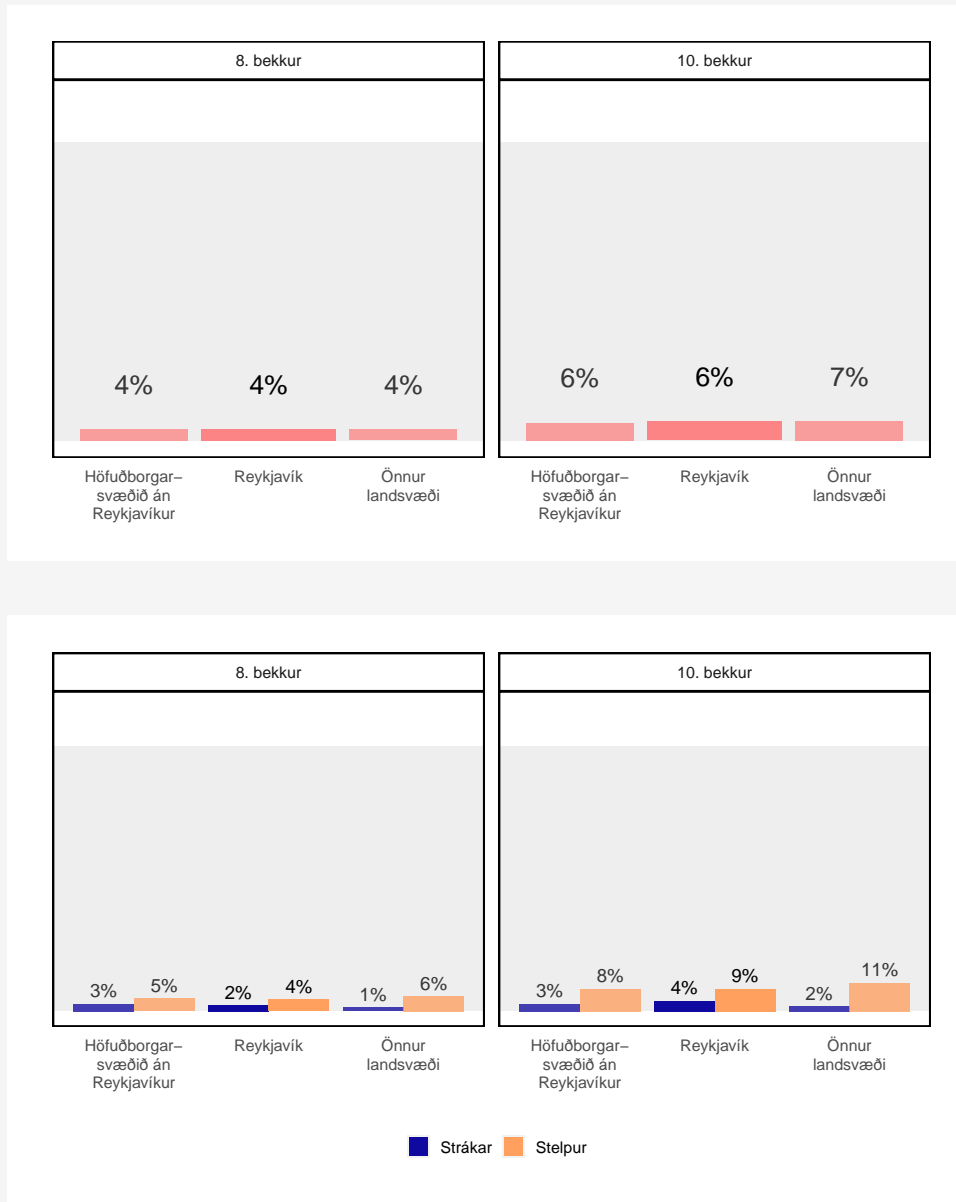 8. bekkur
10. bekkur
4%
4%
4%
6%
6%
7%
Höfuðborgar–
svæðið án
Reykjavíkur
Reykjavík
Önnur
landsvæði
Höfuðborgar–
svæðið án
Reykjavíkur
Reykjavík
Önnur
landsvæði
8. bekkur
10. bekkur
3%
5%
2%
4%
1%
6%
3%
8%
4%
9%
2%
11%
Höfuðborgar–
svæðið án
Reykjavíkur
Reykjavík
Önnur
landsvæði
Höfuðborgar–
svæðið án
Reykjavíkur
Reykjavík
Önnur
landsvæði
Strákar
Stelpur